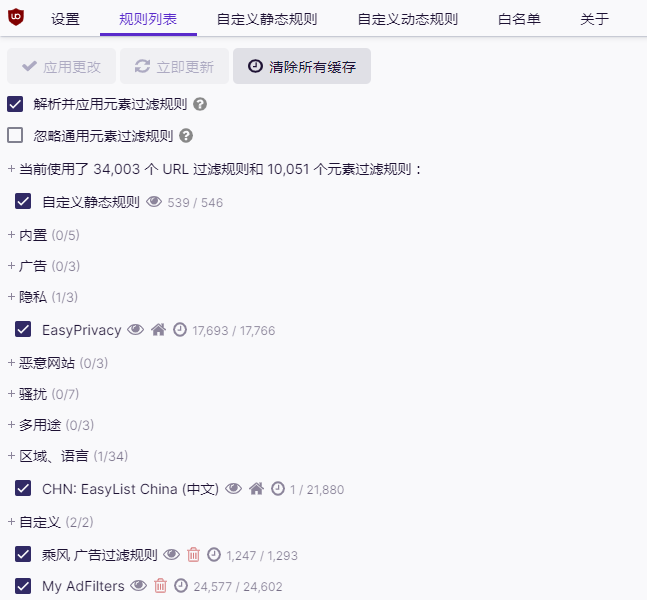 设置 规则列表 自定义静态规则 自定义动态规则 白名单 关于
应用更改 立即更新 清除所有缓存
解析并应用元素过滤规则
忽略通用元素过滤规则
+ 当前使用了 34,003 个 URL 过滤规则和 10,051 个元素过滤规则：
自定义静态规则 539 / 546
+ 内置 (0/5)
+ 广告 (0/3)
+ 隐私 (1/3)
EasyPrivacy 17,693 / 17,766
+ 恶意网站 (0/3)
+ 骚扰 (0/7)
+ 多用途 (0/3)
+ 区域、语言 (1/34)
CHN: EasyList China (中文) 1 / 21,880
+ 自定义 (2/2)
乘风 广告过滤规则 1,247 / 1,293
My AdFilters 24,577 / 24,602